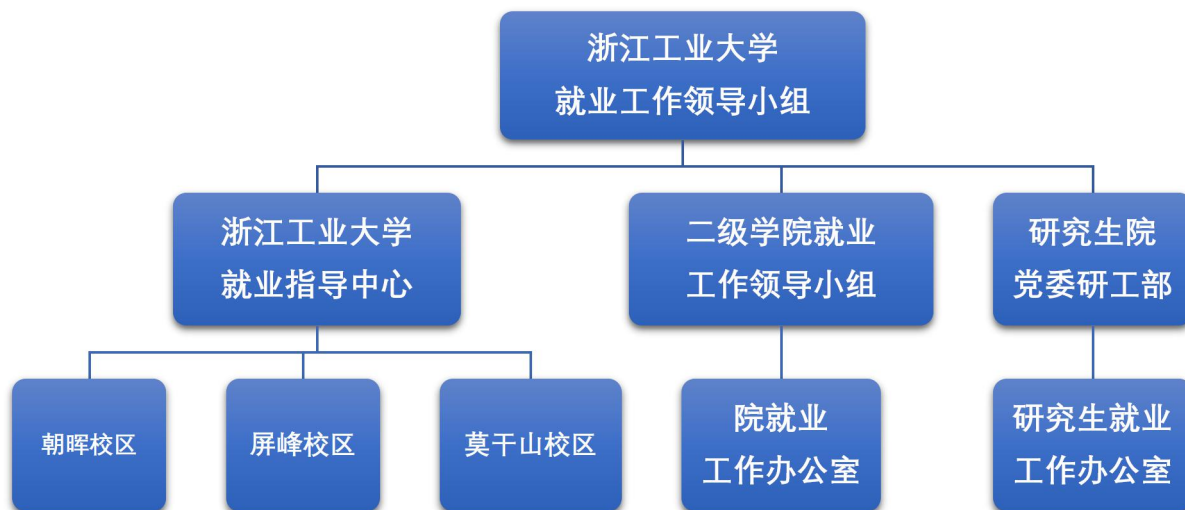 浙江工业大学
就业工作领导小组
浙江工业大学
就业指导中心
二级学院就业
工作领导小组
研究生院
党委研工部
朝晖校区
屏峰校区
莫干山校区
院就业
工作办公室
研究生就业
工作办公室